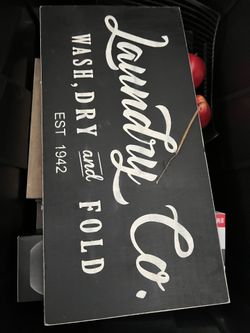 Laundry Co.
WASH, DRY and FOLD
EST 1942